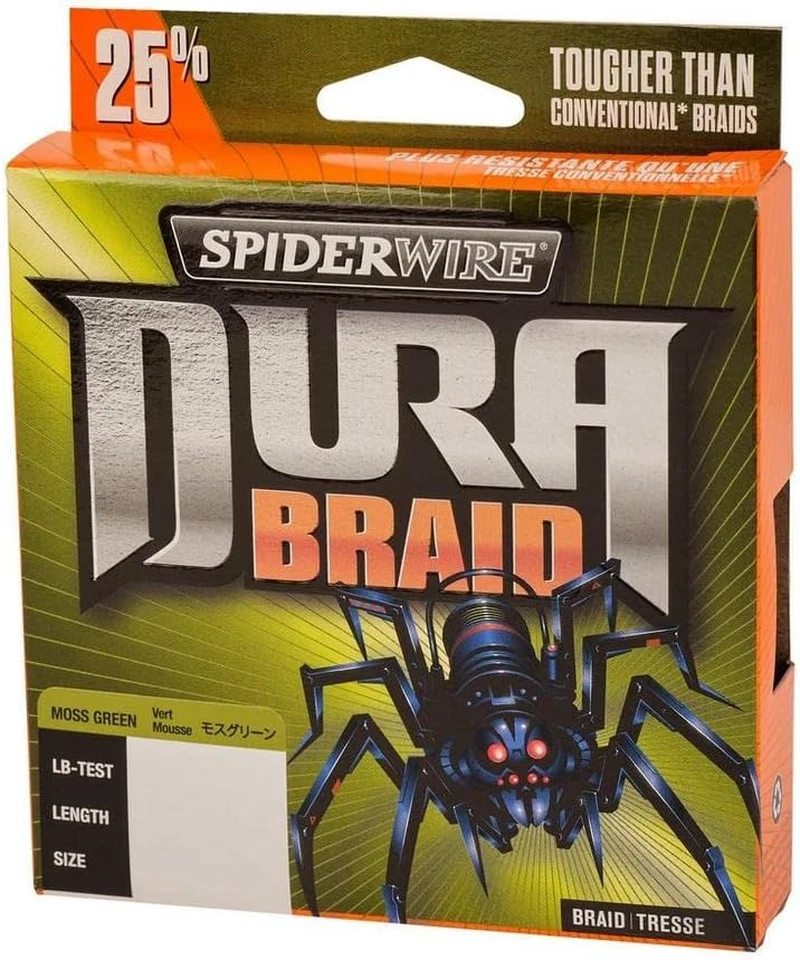 25%
TOUGHER THAN
CONVENTIONAL* BRAIDS
PLUS RÉSISTANTE QU'UNE
TRESSE CONVENTIONNELLE*
SPIDERWIRE®
DURA
BRAID
MOSS GREEN Vert Mousse モスグリーン
LB-TEST
LENGTH
SIZE
BRAID | TRESSE